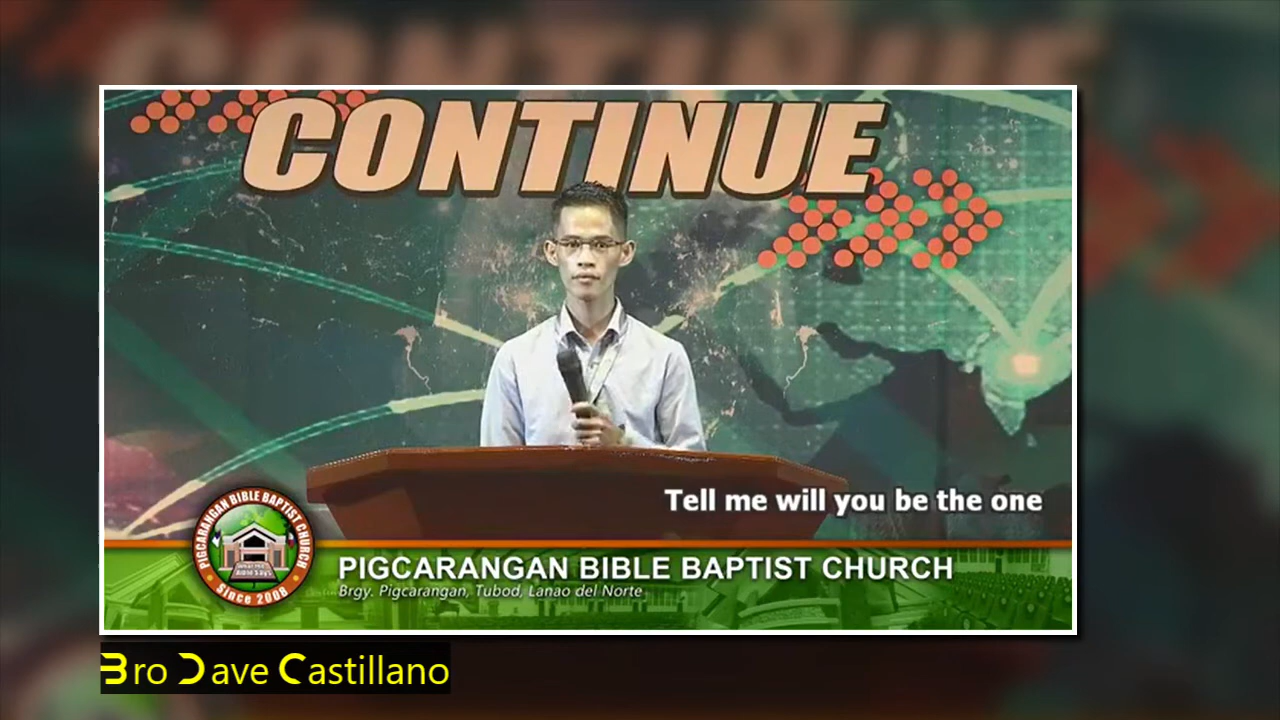 CONTINUE
Tell me will you be the one
PIGCARANGAN BIBLE BAPTIST CHURCH
Since 2008
PIGCARANGAN BIBLE BAPTIST CHURCH
Brgy. Pigcarangan, Tubod, Lanao del Norte
Bro Dave Castillano